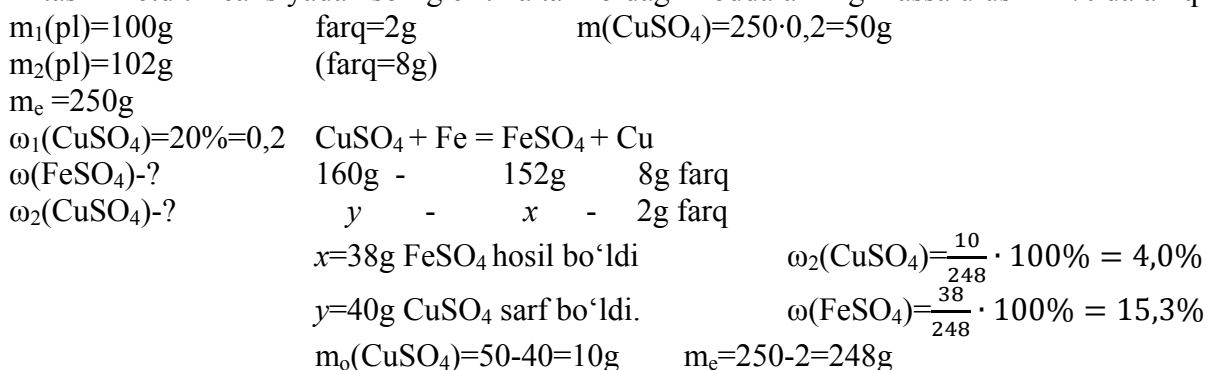 m₁(pl)=100g farq=2g m(CuSO₄)=250·0,2=50g
m₂(pl)=102g (farq=8g)
mₑ =250g
ω₁(CuSO₄)=20%=0,2 CuSO₄ + Fe = FeSO₄ + Cu
ω(FeSO₄)-? 160g - 152g 8g farq
ω₂(CuSO₄)-? y - x - 2g farq
x=38g FeSO₄ hosil bo‘ldi ω₂(CuSO₄)=10/248 · 100% = 4,0%
y=40g CuSO₄ sarf bo‘ldi. ω(FeSO₄)=38/248 · 100% = 15,3%
mₒ(CuSO₄)=50-40=10g mₑ=250-2=248g